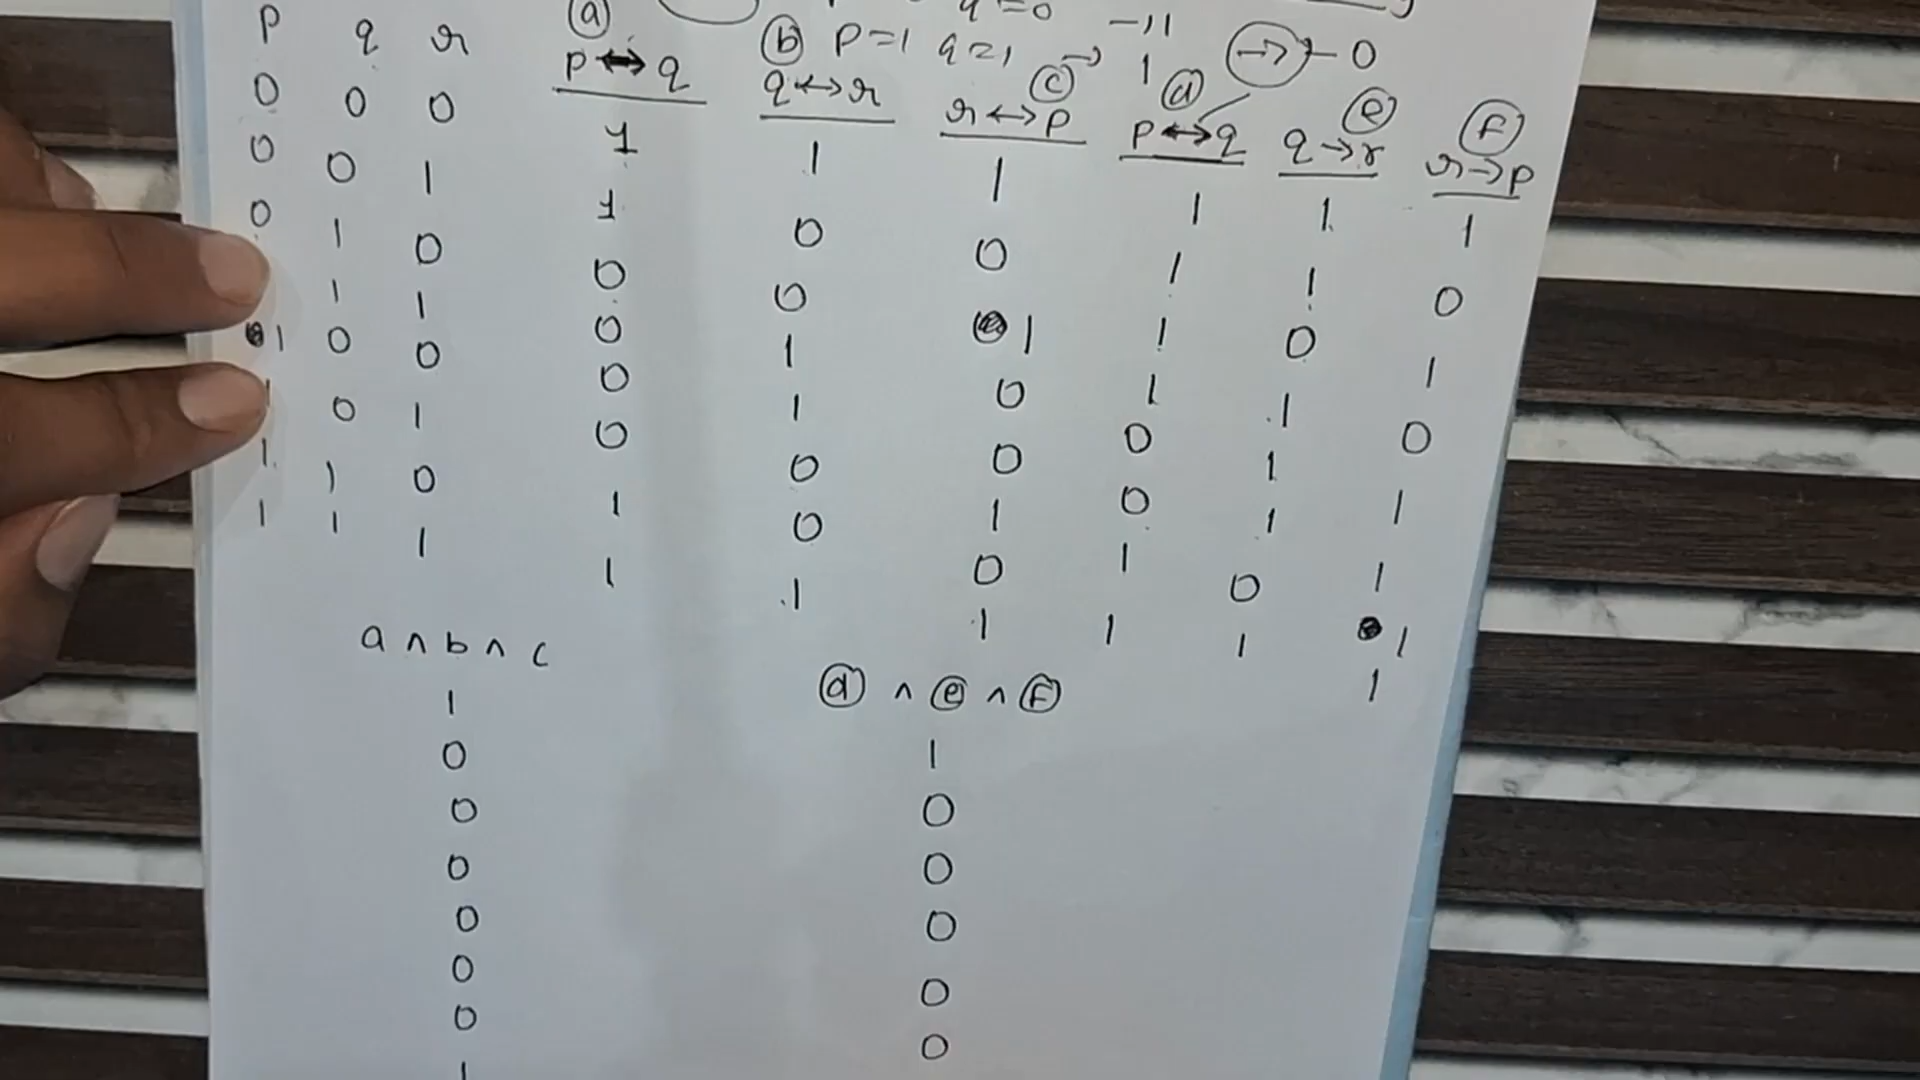 q=0 →1
p q r ⓐ p↔q ⓑ p=1 q=1 → 1 →}–0
q↔r ⓒ r↔p ⓓ p↔q ⓔ q→r ⓕ r→p
0 0 0 1 1 1 1 1 1
0 0 1 1 0 0 1 1 0
0 1 0 0 0 1 1 0 1
1 1 0 1 0 1 1 0
1 0 0 0 1 0 0 1 1
1 0 1 0 0 1 0 1 1
1 1 0 1 0 0 1 0 1
1 1 1 1 1 1 1 1 1
a ∧ b ∧ c ⓓ ∧ ⓔ ∧ ⓕ
1 1
0 0
0 0
0 0
0 0
0 0
0
1